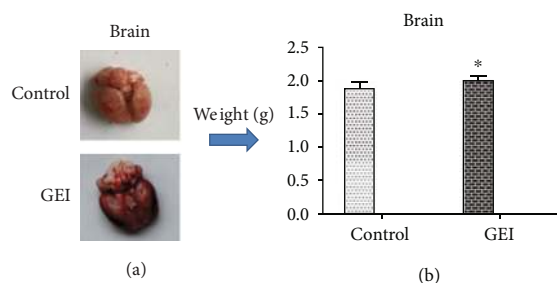 Brain
Control
GEI
(a)
Weight (g)
Brain
2.5
2.0
1.5
1.0
0.5
0.0
*
Control
GEI
(b)